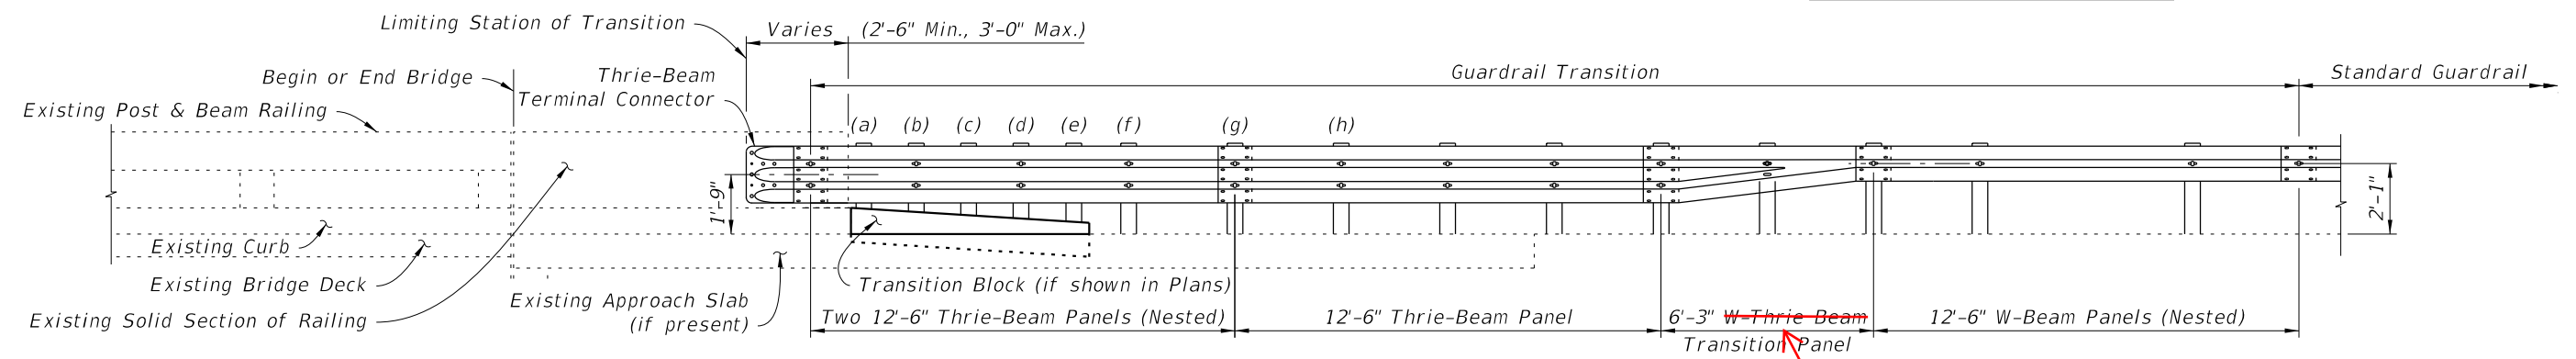 Limiting Station of Transition
Varies (2'-6" Min., 3'-0" Max.)
Begin or End Bridge
Thrie-Beam
Terminal Connector
Guardrail Transition
Standard Guardrail
Existing Post & Beam Railing
(a) (b) (c) (d) (e) (f) (g) (h)
1'-9"
2'-1"
Existing Curb
Existing Bridge Deck
Existing Solid Section of Railing
Existing Approach Slab
(if present)
Transition Block (if shown in Plans)
Two 12'-6" Thrie-Beam Panels (Nested)
12'-6" Thrie-Beam Panel
6'-3" W-Thrie Beam
Transition Panel
12'-6" W-Beam Panels (Nested)